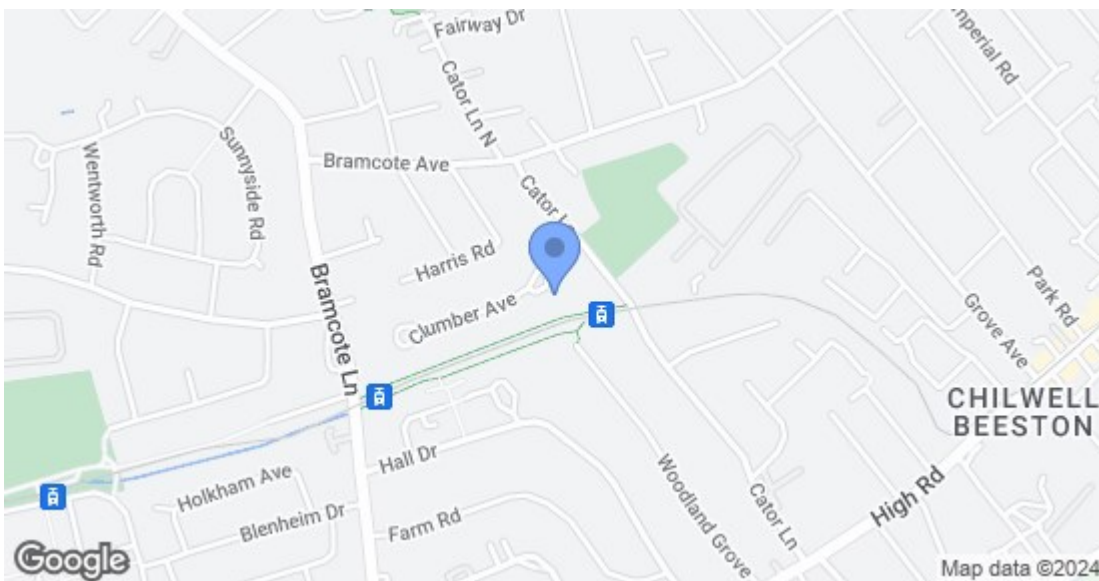 Fairway Dr
Imperial Rd
Cator Ln N
Sunnyside Rd
Wentworth Rd
Bramcote Ave
Cator Ln
Harris Rd
Bramcote Ln
Clumber Ave
Park Rd
Grove Ave
CHILWELL
BEESTON
Hall Dr
Holkham Ave
Woodland Grove
Cator Ln
High Rd
Blenheim Dr
Farm Rd
Google
Map data ©2024